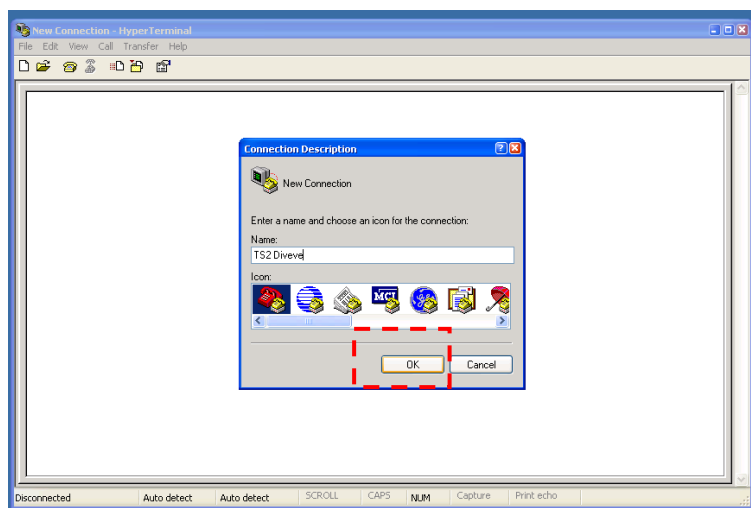 New Connection - HyperTerminal
File Edit View Call Transfer Help
Connection Description
New Connection
Enter a name and choose an icon for the connection:
Name:
TS2 Diveve
Icon:
MCI
OK Cancel
Disconnected Auto detect Auto detect SCROLL CAPS NUM Capture Print echo